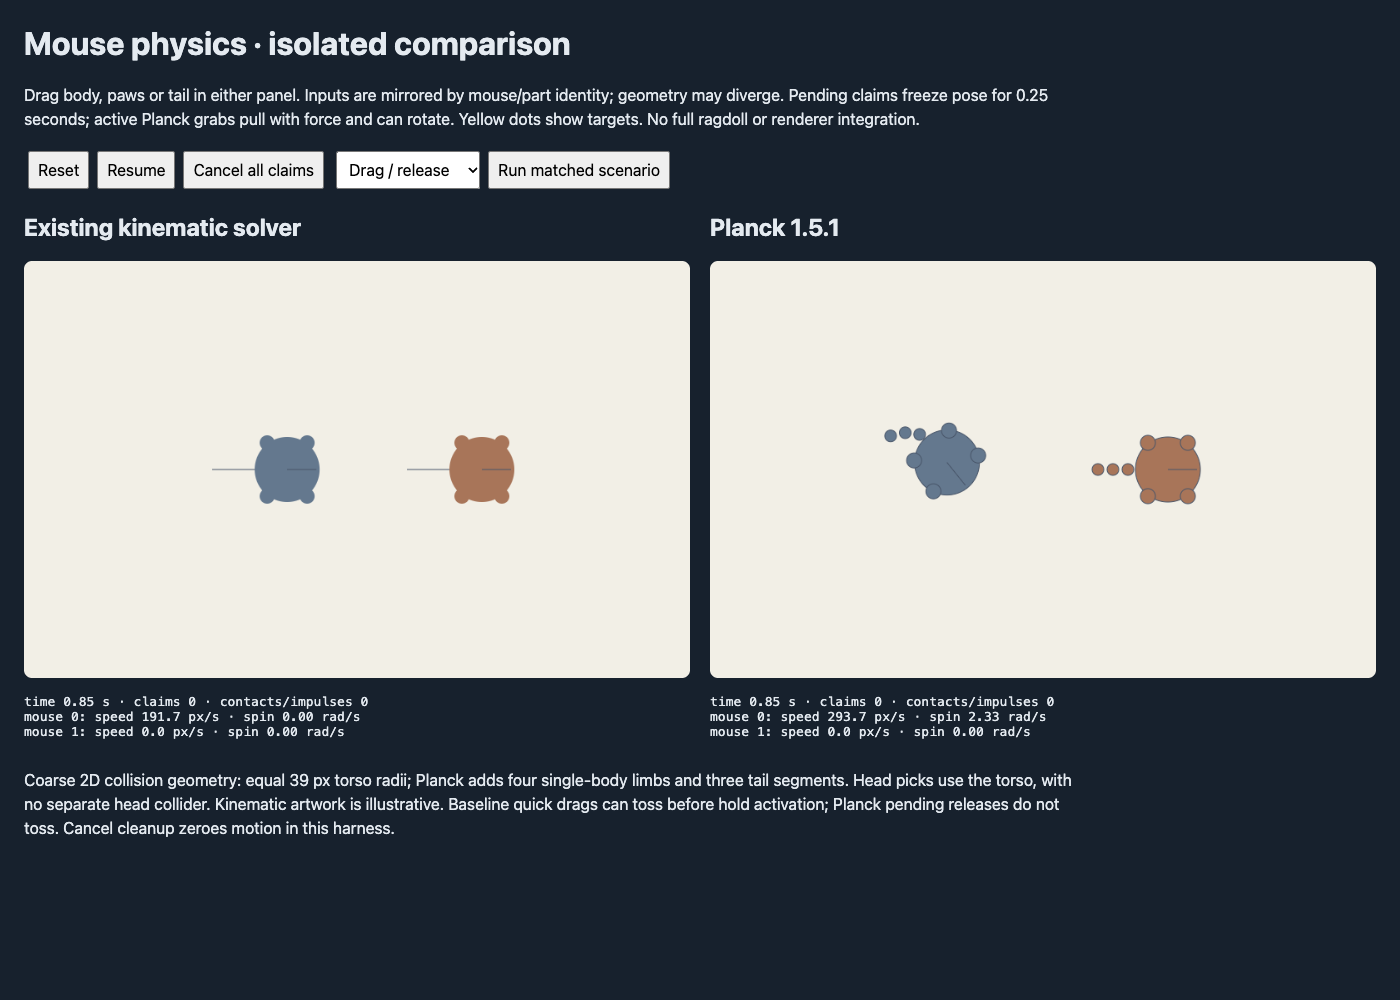 Mouse physics · isolated comparison
Drag body, paws or tail in either panel. Inputs are mirrored by mouse/part identity; geometry may diverge. Pending claims freeze pose for 0.25
seconds; active Planck grabs pull with force and can rotate. Yellow dots show targets. No full ragdoll or renderer integration.
Reset Resume Cancel all claims Drag / release Run matched scenario
Existing kinematic solver
time 0.85 s · claims 0 · contacts/impulses 0
mouse 0: speed 191.7 px/s · spin 0.00 rad/s
mouse 1: speed 0.0 px/s · spin 0.00 rad/s
Planck 1.5.1
time 0.85 s · claims 0 · contacts/impulses 0
mouse 0: speed 293.7 px/s · spin 2.33 rad/s
mouse 1: speed 0.0 px/s · spin 0.00 rad/s
Coarse 2D collision geometry: equal 39 px torso radii; Planck adds four single-body limbs and three tail segments. Head picks use the torso, with
no separate head collider. Kinematic artwork is illustrative. Baseline quick drags can toss before hold activation; Planck pending releases do not
toss. Cancel cleanup zeroes motion in this harness.